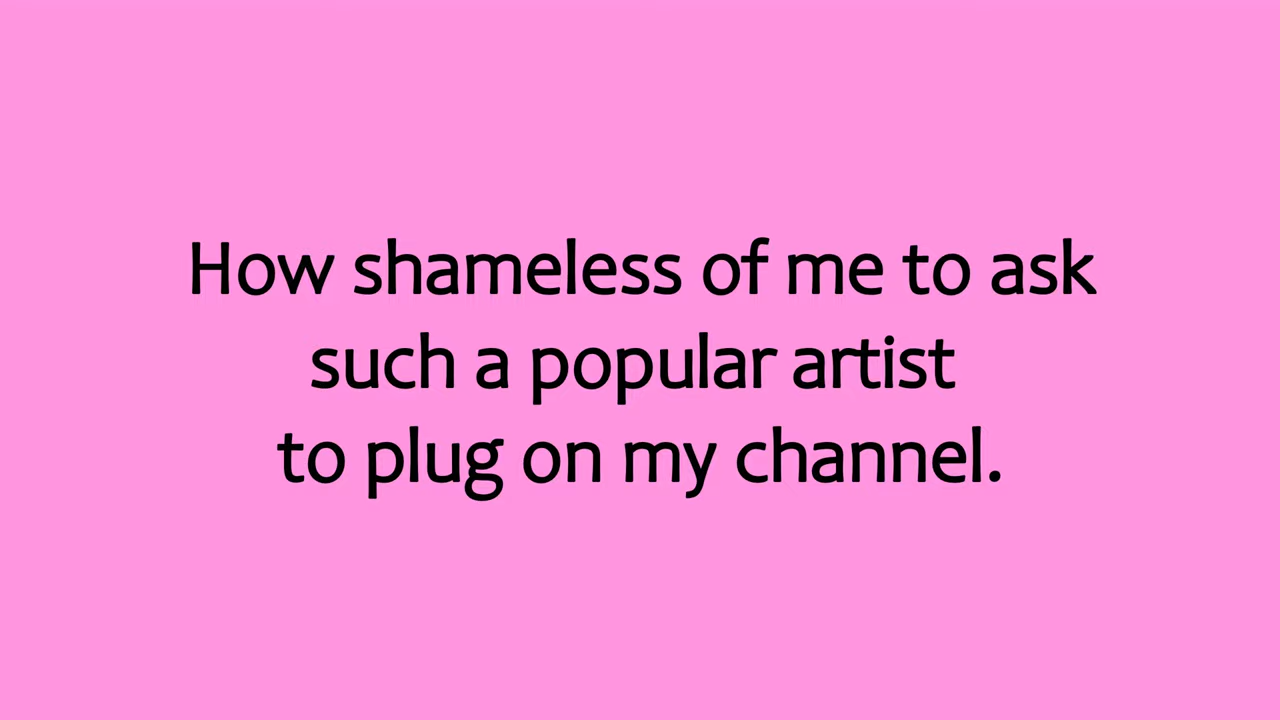 How shameless of me to ask
such a popular artist
to plug on my channel.